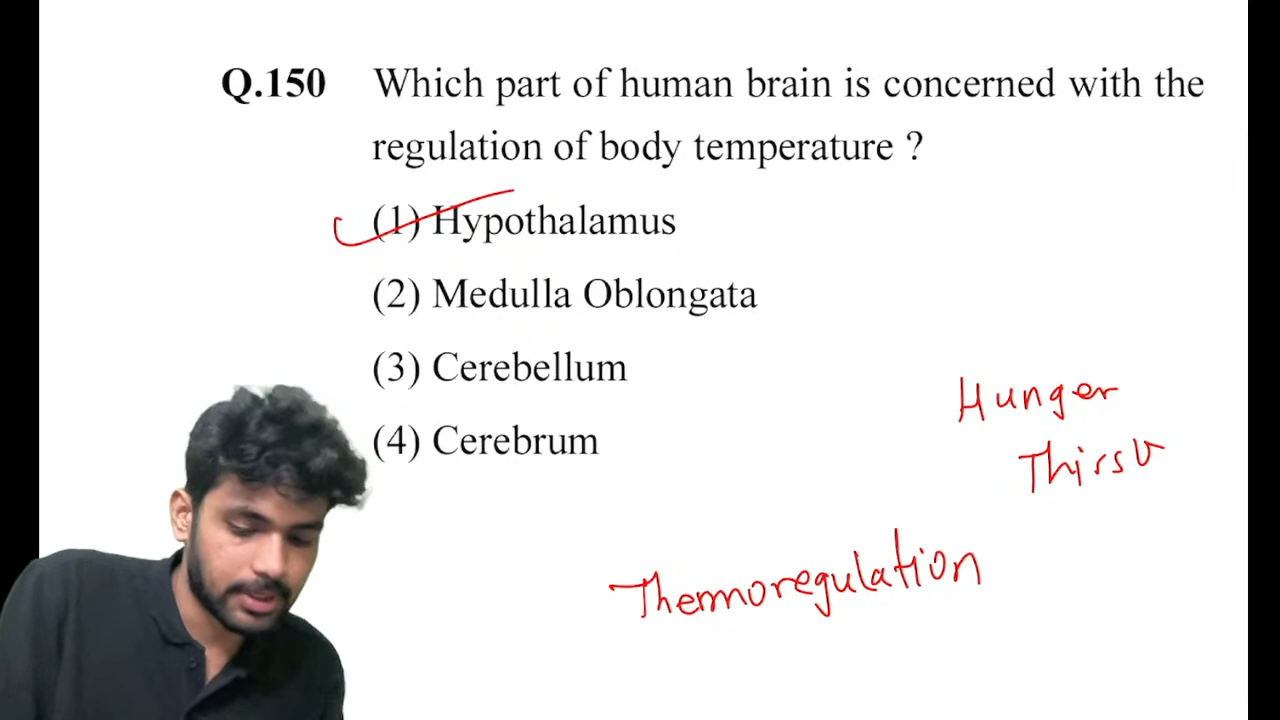 Q.150 Which part of human brain is concerned with the
regulation of body temperature ?
(1) Hypothalamus
(2) Medulla Oblongata
(3) Cerebellum
(4) Cerebrum
Hunger
Thirst
Thermoregulation